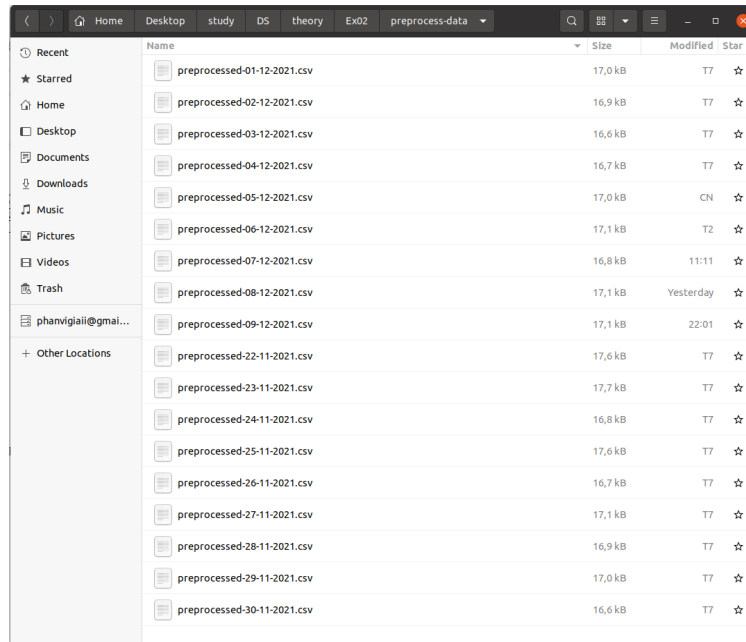 Home Desktop study DS theory Ex02 preprocess-data
Recent
Starred
Home
Desktop
Documents
Downloads
Music
Pictures
Videos
Trash
phanvigiaii@gmai...
+ Other Locations
Name Size Modified Star
preprocessed-01-12-2021.csv 17,0 kB T7
preprocessed-02-12-2021.csv 16,9 kB T7
preprocessed-03-12-2021.csv 16,6 kB T7
preprocessed-04-12-2021.csv 16,7 kB T7
preprocessed-05-12-2021.csv 17,0 kB CN
preprocessed-06-12-2021.csv 17,1 kB T2
preprocessed-07-12-2021.csv 16,8 kB 11:11
preprocessed-08-12-2021.csv 17,1 kB Yesterday
preprocessed-09-12-2021.csv 17,1 kB 22:01
preprocessed-22-11-2021.csv 17,6 kB T7
preprocessed-23-11-2021.csv 17,7 kB T7
preprocessed-24-11-2021.csv 16,8 kB T7
preprocessed-25-11-2021.csv 17,6 kB T7
preprocessed-26-11-2021.csv 16,7 kB T7
preprocessed-27-11-2021.csv 17,1 kB T7
preprocessed-28-11-2021.csv 16,9 kB T7
preprocessed-29-11-2021.csv 17,0 kB T7
preprocessed-30-11-2021.csv 16,6 kB T7